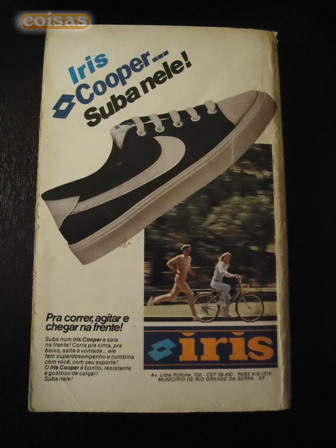 coisas
Iris
Cooper...
Suba nele!
Pra correr, agitar e
chegar na frente!
Suba num Iris Cooper e saia
na frente! Corra pra cima, pra
baixo, salte à vontade... ele
tem superdesempenho e combina
com você, com seu esporte!
O Iris Cooper é bonito, resistente
e gostoso de calçar!
Suba nele!
iris
MUNICÍPIO DE RIO GRANDE DA SERRA - SP